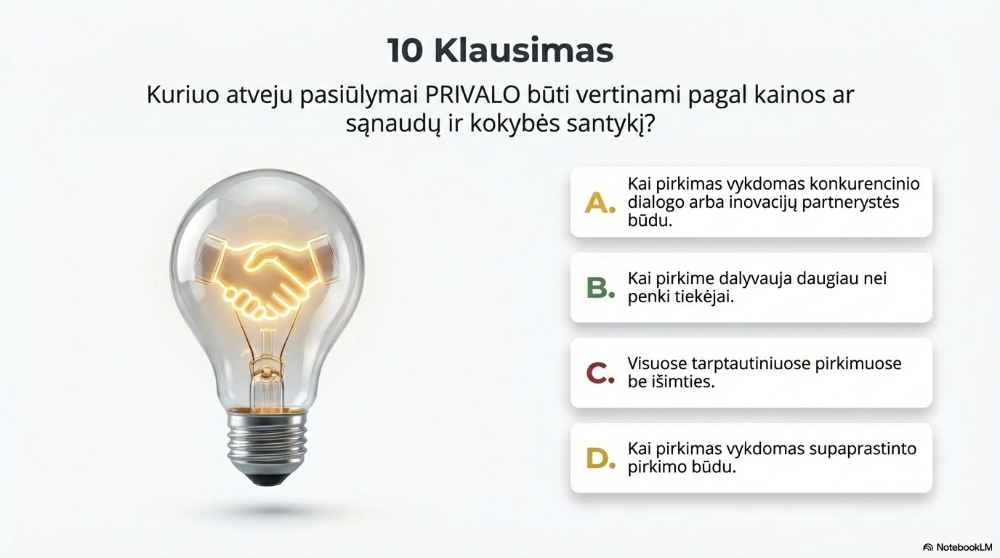 10 Klausimas
Kuriuo atveju pasiūlymai PRIVALO būti vertinami pagal kainos ar
sąnaudų ir kokybės santykį?
A. Kai pirkimas vykdomas konkurencinio
dialogo arba inovacijų partnerystės
būdu.
B. Kai pirkime dalyvauja daugiau nei
penki tiekėjai.
C. Visuose tarptautiniuose pirkimuose
be išimties.
D. Kai pirkimas vykdomas supaprastinto
pirkimo būdu.
NotebookLM